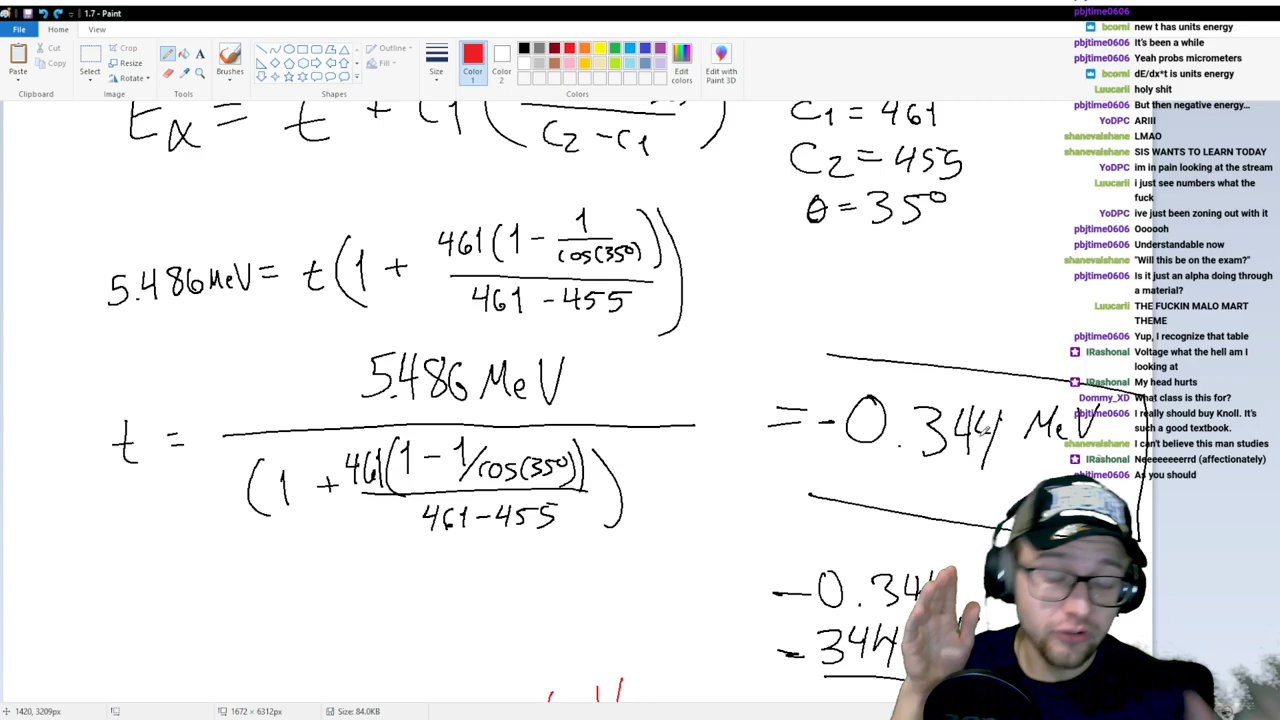 1.7 - Paint
File Home View
Paste
Cut
Copy
Clipboard
Select
Crop
Resize
Rotate
Image
Tools
Brushes
Shapes
Outline
Fill
Size
Color 1
Color 2
Colors
Edit colors
Edit with Paint 3D
C₁ = 461
C₂ - C₁
C₂ = 455
θ = 35°
5.486 MeV = t(1 + 461(1 - 1/cos(35°))/461 - 455)
5.486 MeV
t = (1 + 461(1 - 1/cos(35°))/461 - 455)
= -0.344 MeV
-0.344
-344
pbjtime0606
bcorni new t has units energy
pbjtime0606 It's been a while
pbjtime0606 Yeah probs micrometers
bcorni dE/dx*t is units energy
Luucarii holy shit
pbjtime0606 But then negative energy...
YoDPC ARIII
shanevalshane LMAO
shanevalshane SIS WANTS TO LEARN TODAY
YoDPC im in pain looking at the stream
Luucarii i just see numbers what the
fuck
YoDPC ive just been zoning out with it
pbjtime0606 Oooooh
pbjtime0606 Understandable now
shanevalshane "Will this be on the exam?"
pbjtime0606 Is it just an alpha doing through
a material?
Luucarii THE FUCKIN MALO MART
THEME
pbjtime0606 Yup, I recognize that table
IRashonal Voltage what the hell am I
looking at
IRashonal My head hurts
Dommy_XD What class is this for?
pbjtime0606 I really should buy Knoll. It's
such a good textbook.
shanevalshane I can't believe this man studies
IRashonal Neeeeeeerrd (affectionately)
pbjtime0606 As you should
1420, 3209px
1672 × 6312px
Size: 84.0KB